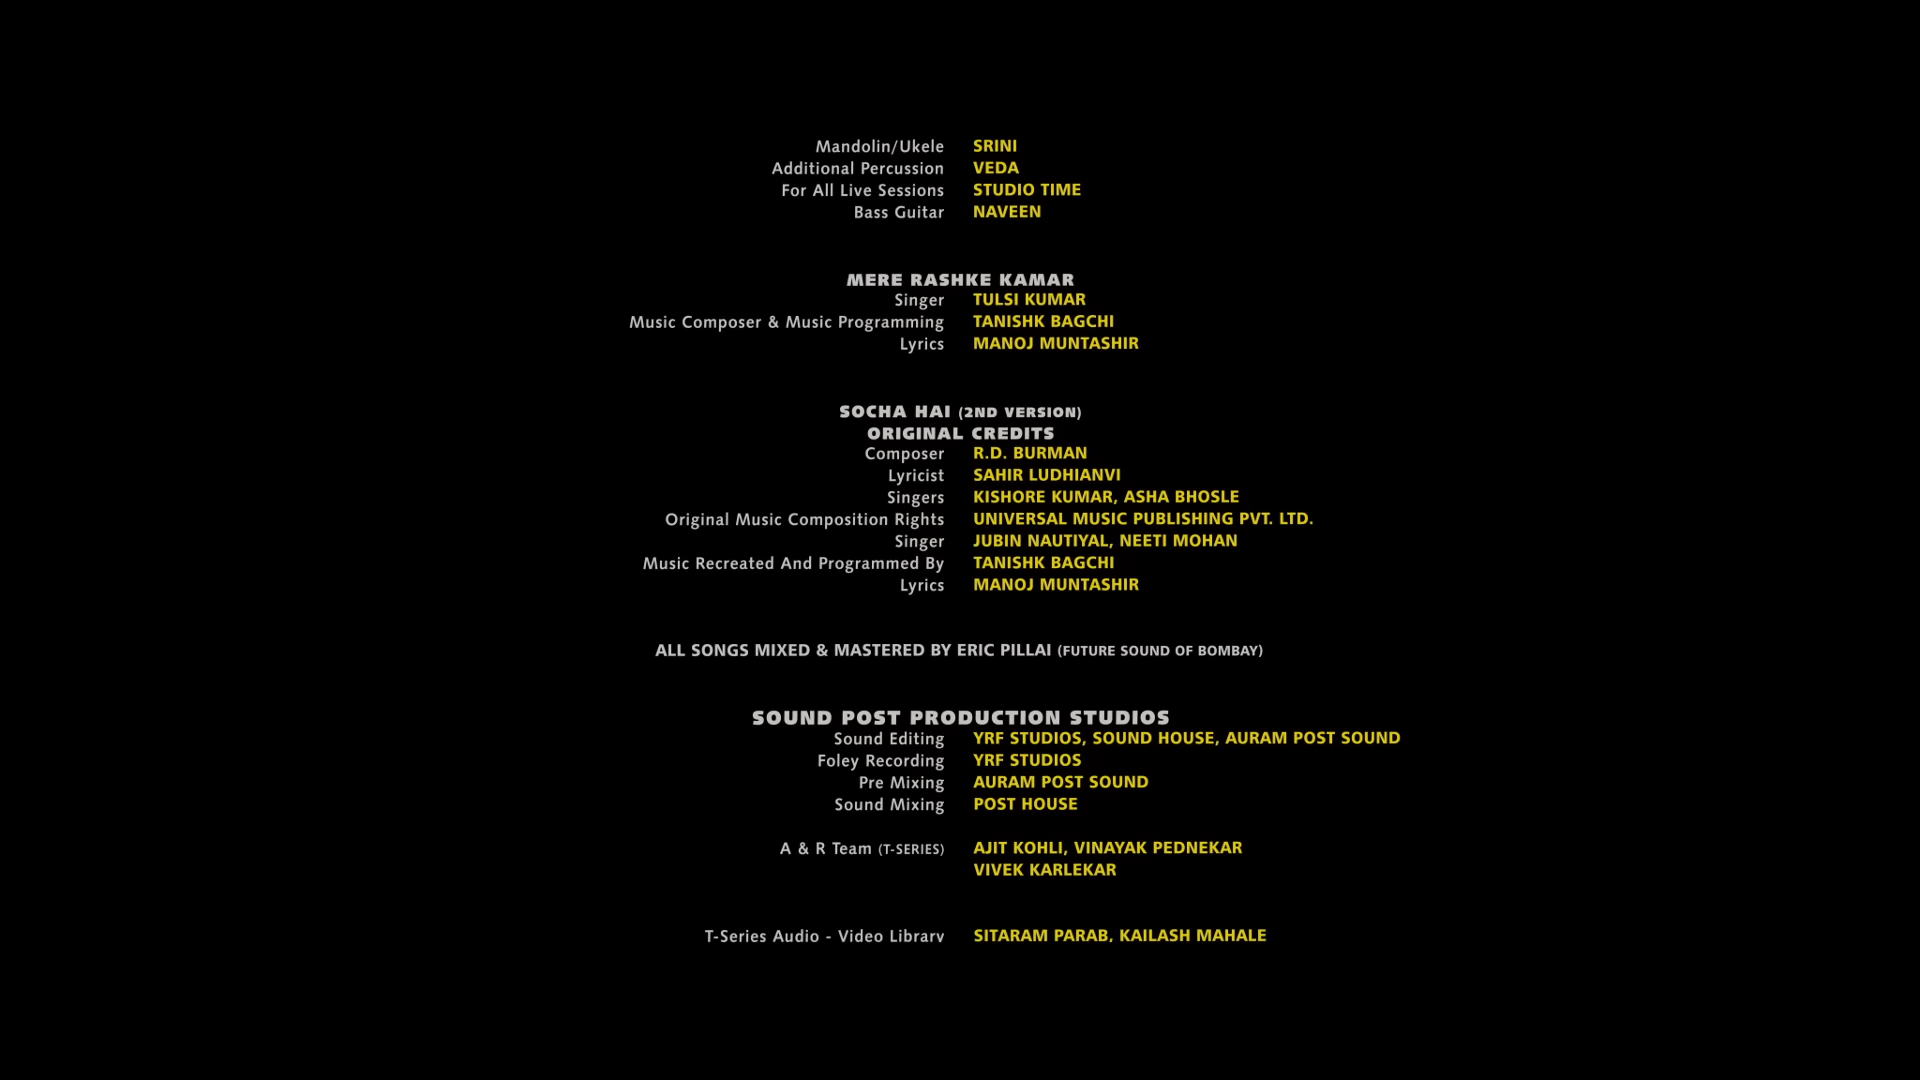 Mandolin/Ukele SRINI
Additional Percussion VEDA
For All Live Sessions STUDIO TIME
Bass Guitar NAVEEN
MERE RASHKE KAMAR
Singer TULSI KUMAR
Music Composer & Music Programming TANISHK BAGCHI
Lyrics MANOJ MUNTASHIR
SOCHA HAI (2ND VERSION)
ORIGINAL CREDITS
Composer R.D. BURMAN
Lyricist SAHIR LUDHIANVI
Singers KISHORE KUMAR, ASHA BHOSLE
Original Music Composition Rights UNIVERSAL MUSIC PUBLISHING PVT. LTD.
Singer JUBIN NAUTIYAL, NEETI MOHAN
Music Recreated And Programmed By TANISHK BAGCHI
Lyrics MANOJ MUNTASHIR
ALL SONGS MIXED & MASTERED BY ERIC PILLAI (FUTURE SOUND OF BOMBAY)
SOUND POST PRODUCTION STUDIOS
Sound Editing YRF STUDIOS, SOUND HOUSE, AURAM POST SOUND
Foley Recording YRF STUDIOS
Pre Mixing AURAM POST SOUND
Sound Mixing POST HOUSE
A & R Team (T-SERIES) AJIT KOHLI, VINAYAK PEDNEKAR
VIVEK KARLEKAR
T-Series Audio - Video Library SITARAM PARAB, KAILASH MAHALE